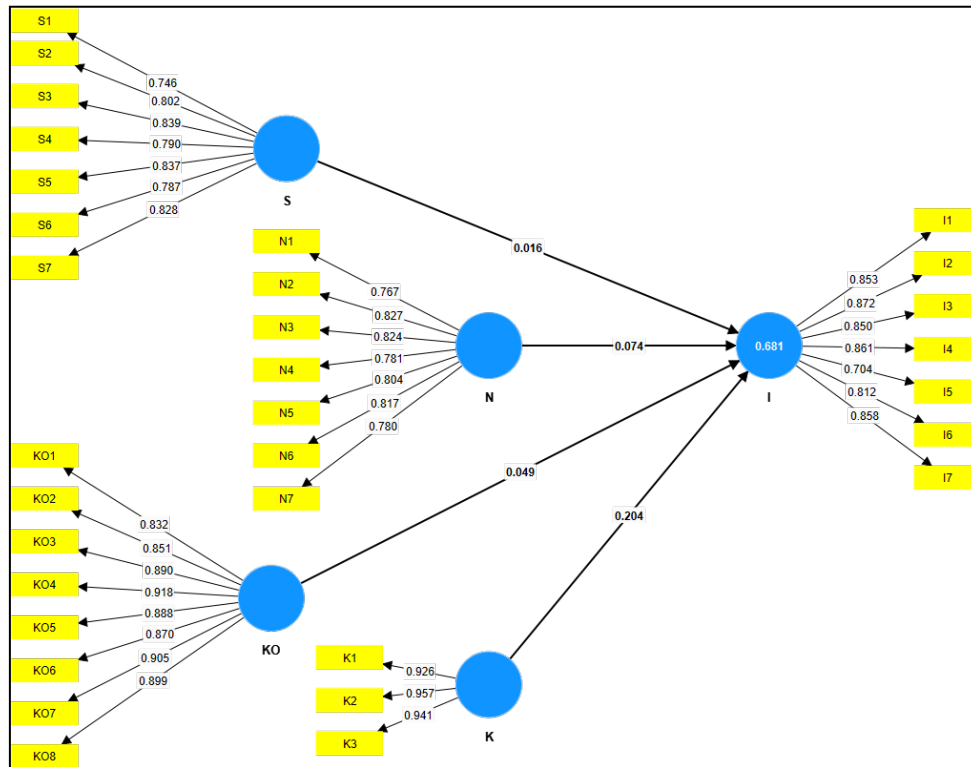 S1
S2
S3
S4
S5
S6
S7
0.746
0.802
0.839
0.790
0.837
0.787
0.828
S
0.016
N1
N2
N3
N4
N5
N6
N7
0.767
0.827
0.824
0.781
0.804
0.817
0.780
N
0.074
0.681
I
0.853
0.872
0.850
0.861
0.704
0.812
0.858
I1
I2
I3
I4
I5
I6
I7
KO1
KO2
KO3
KO4
KO5
KO6
KO7
KO8
0.832
0.851
0.890
0.918
0.888
0.870
0.905
0.899
KO
0.049
K1
K2
K3
0.926
0.957
0.941
K
0.204